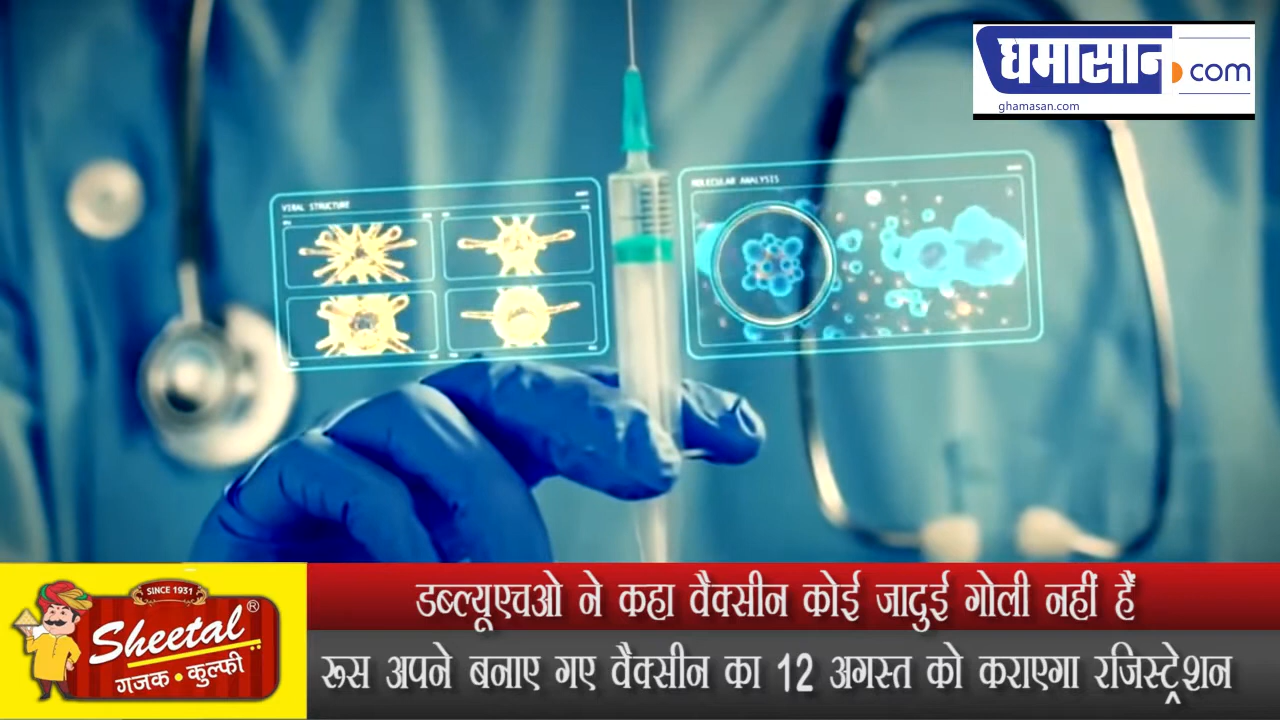 घमासान.com
ghamasan.com
VIRAL STRUCTURE
MOLECULAR ANALYSIS
SINCE 1931
Sheetal®
गजक • कुल्फी
डब्ल्यूएचओ ने कहा वैक्सीन कोई जादुई गोली नहीं हैं
रूस अपने बनाए गए वैक्सीन का 12 अगस्त को कराएगा रजिस्ट्रेशन